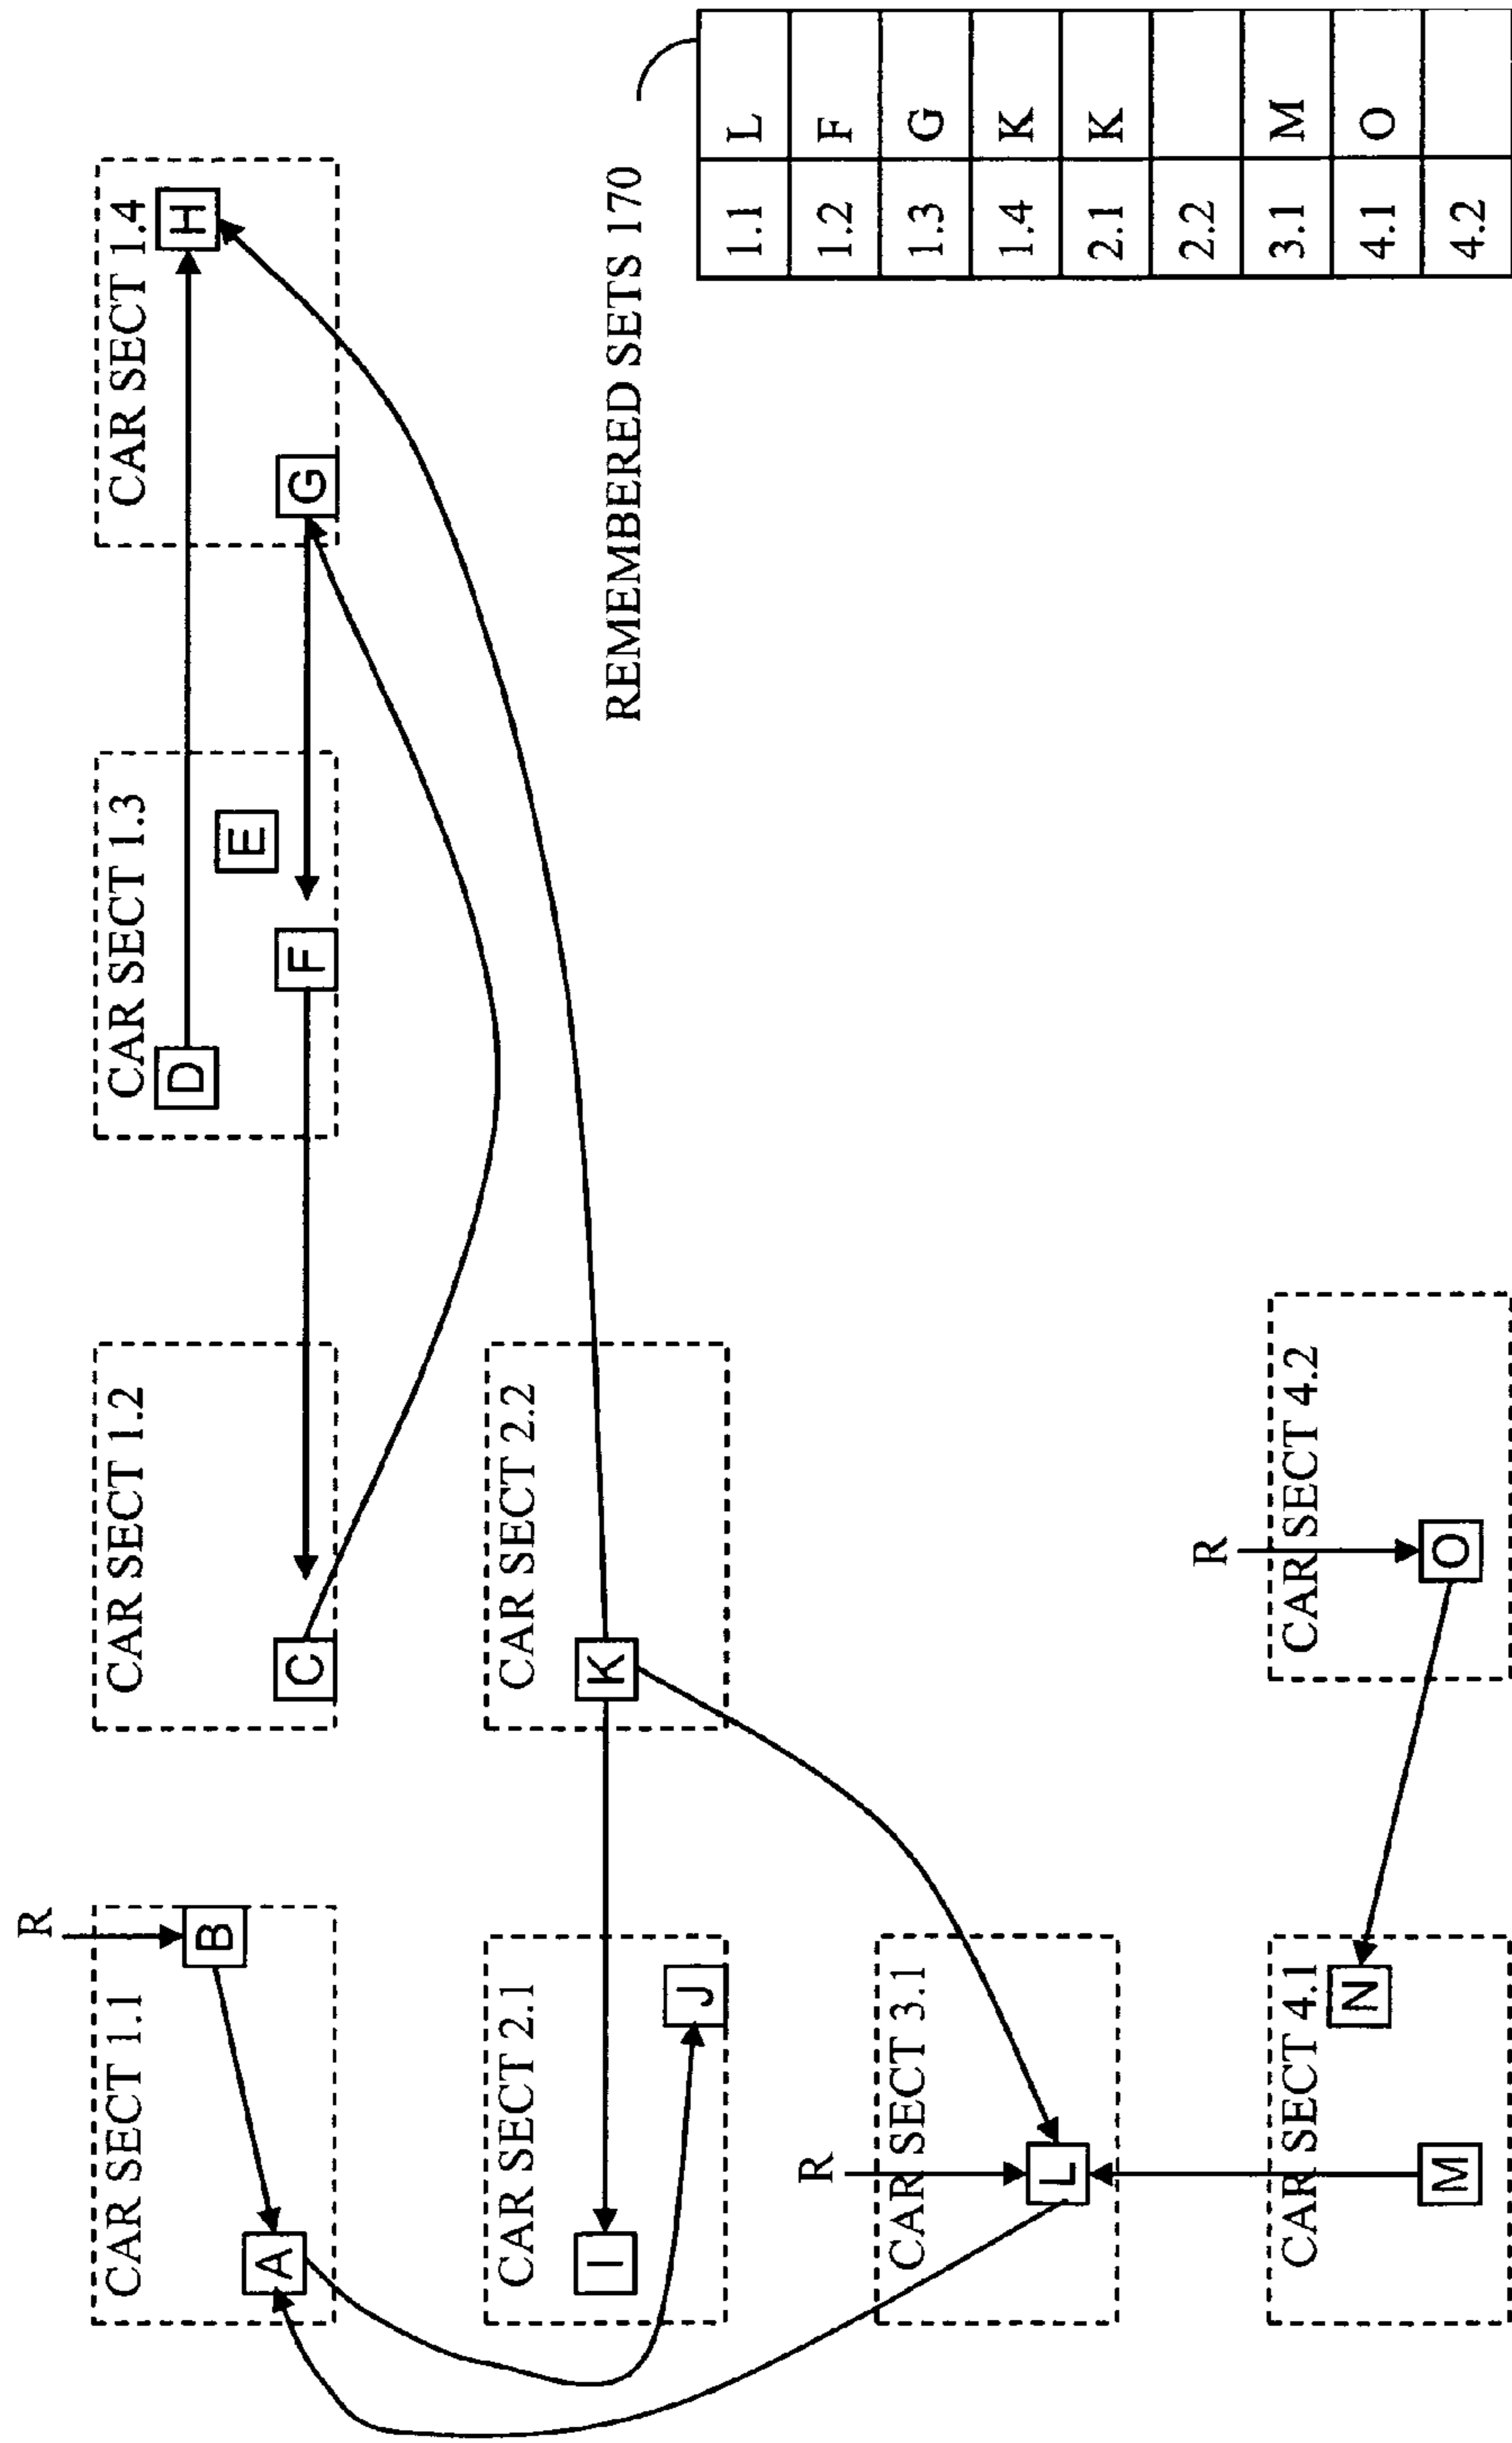 R
CAR SECT 1.1
B
A
CAR SECT 1.2
C
CAR SECT 1.3
D
E
F
CAR SECT 1.4
H
G
CAR SECT 2.1
I
J
CAR SECT 2.2
K
R
CAR SECT 3.1
L
R
CAR SECT 4.1
N
M
CAR SECT 4.2
O
REMEMBERED SETS 170
1.1 L
1.2 F
1.3 G
1.4 K
2.1 K
2.2
3.1 M
4.1 O
4.2